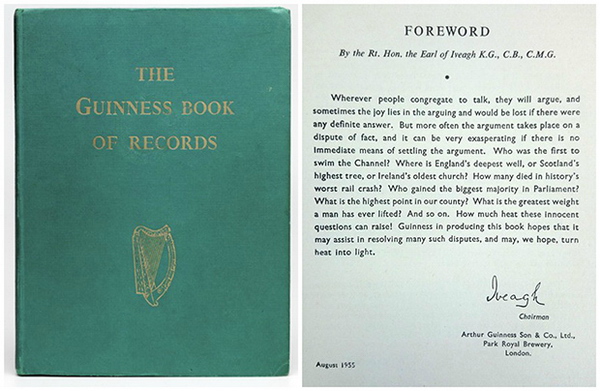 THE
GUINNESS BOOK
OF RECORDS
FOREWORD
By the Rt. Hon. the Earl of Iveagh K.G., C.B., C.M.G.
Wherever people congregate to talk, they will argue, and
sometimes the joy lies in the arguing and would be lost if there were
any definite answer. But more often the argument takes place on a
dispute of fact, and it can be very exasperating if there is no
immediate means of settling the argument. Who was the first to
swim the Channel? Where is England's deepest well, or Scotland's
highest tree, or Ireland's oldest church? How many died in history's
worst rail crash? Who gained the biggest majority in Parliament?
What is the highest point in our county? What is the greatest weight
a man has ever lifted? And so on. How much heat these innocent
questions can raise! Guinness in producing this book hopes that it
may assist in resolving many such disputes, and may, we hope, turn
heat into light.
Iveagh
Chairman
Arthur Guinness Son & Co., Ltd.,
Park Royal Brewery,
London.
August 1955